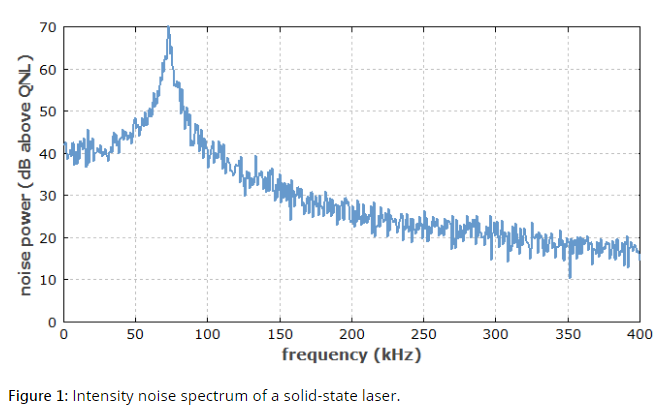 70
60
50
40
30
20
10
0
noise power (dB above QNL)
0 50 100 150 200 250 300 350 400
frequency (kHz)
Figure 1: Intensity noise spectrum of a solid-state laser.